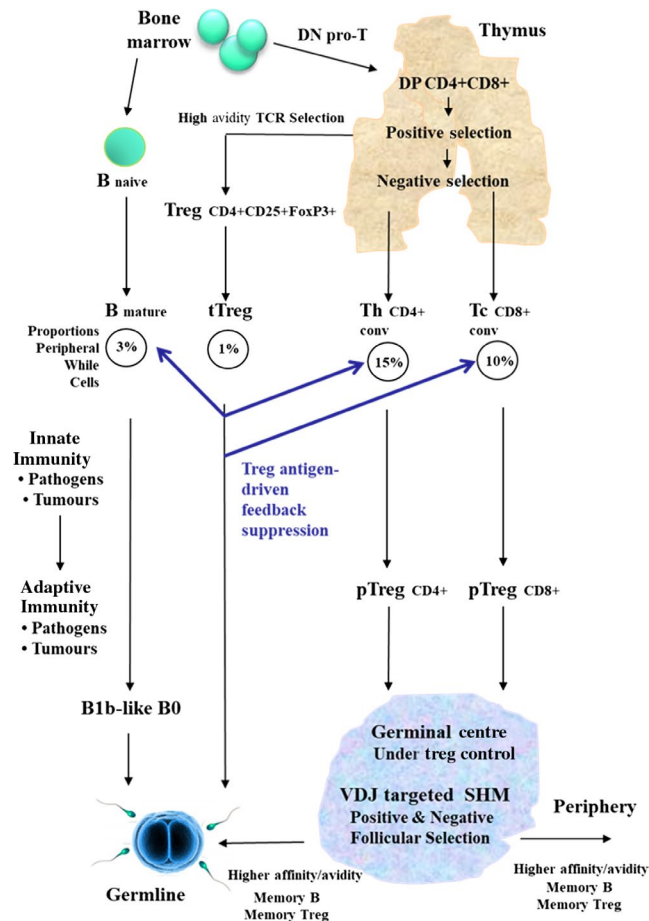 Bone
marrow
DN pro-T
Thymus
DP CD4+CD8+
High avidity TCR Selection
Positive selection
Negative selection
B naive
Treg CD4+CD25+FoxP3+
B mature
tTreg
Th CD4+
conv
Tc CD8+
conv
Proportions
Peripheral
While
Cells
3%
1%
15%
10%
Innate
Immunity
• Pathogens
• Tumours
Treg antigen-
driven
feedback
suppression
Adaptive
Immunity
• Pathogens
• Tumours
pTreg CD4+
pTreg CD8+
B1b-like B0
Germinal centre
Under treg control
VDJ targeted SHM
Positive & Negative
Follicular Selection
Periphery
Germline
Higher affinity/avidity
Memory B
Memory Treg
Higher affinity/avidity
Memory B
Memory Treg